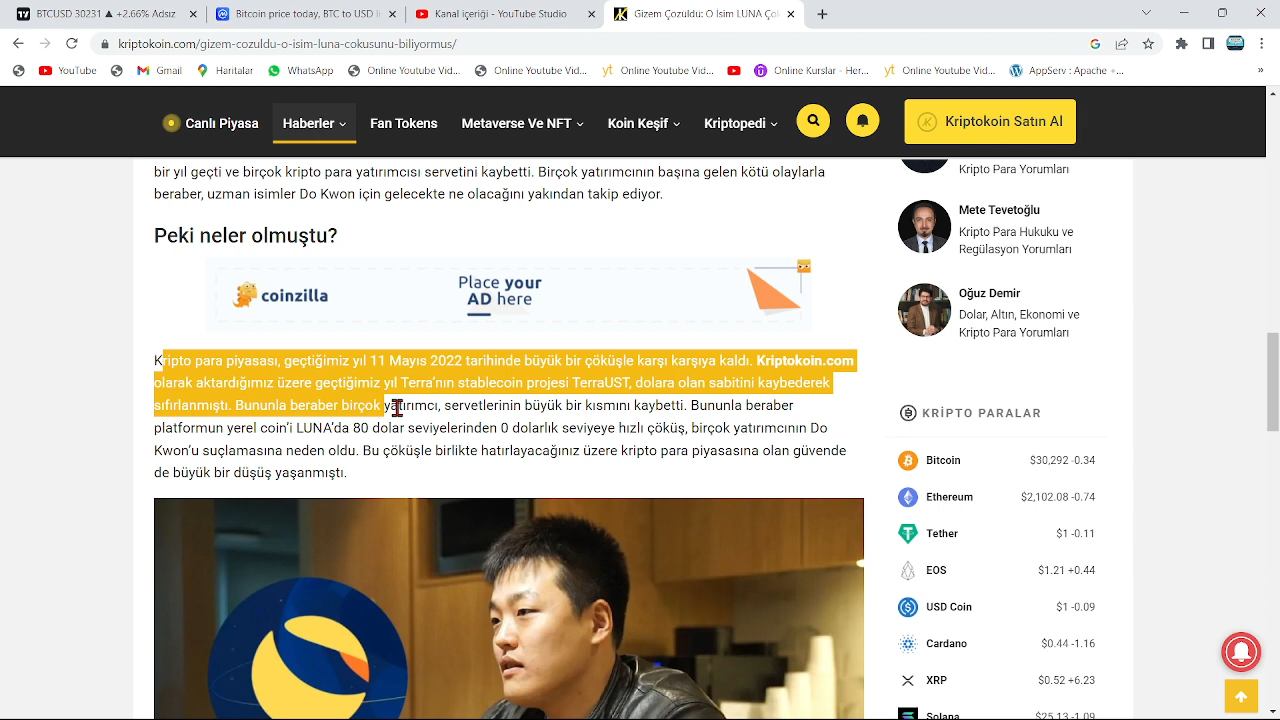 BTCUSD 30231 ▲ +2.66% Assiz
Bitcoin price today, BTC to USD li
Kanal İçeriği - YouTube Studio
Gizem Çözüldü: O İsim LUNA Çök
kriptokoin.com/gizem-cozuldu-o-isim-luna-cokusunu-biliyormus/
YouTube
Gmail
Haritalar
WhatsApp
Online Youtube Vid...
Online Youtube Vid...
Online Youtube Vid...
Online Kurslar - Her...
Online Youtube Vid...
AppServ : Apache +...
»
Canlı Piyasa
Haberler
Fan Tokens
Metaverse Ve NFT
Koin Keşif
Kriptopedi
Kriptokoin Satın Al
bir yıl geçti ve birçok kripto para yatırımcısı servetini kaybetti. Birçok yatırımcının başına gelen kötü olaylarla
beraber, uzman isimler Do Kwon için gelecekte ne olacağını yakından takip ediyor.
Peki neler olmuştu?
coinzilla
Place your
AD here
Kripto para piyasası, geçtiğimiz yıl 11 Mayıs 2022 tarihinde büyük bir çöküşle karşı karşıya kaldı. Kriptokoin.com
olarak aktardığımız üzere geçtiğimiz yıl Terra’nın stablecoin projesi TerraUST, dolara olan sabitini kaybederek
sıfırlanmıştı. Bununla beraber birçok yatırımcı, servetlerinin büyük bir kısmını kaybetti. Bununla beraber
platformun yerel coin’i LUNA’da 80 dolar seviyelerinden 0 dolarlık seviyeye hızlı çöküş, birçok yatırımcının Do
Kwon’u suçlamasına neden oldu. Bu çöküşle birlikte hatırlayacağınız üzere kripto para piyasasına olan güvende
de büyük bir düşüş yaşanmıştı.
Kripto Para Yorumları
Mete Tevetoğlu
Kripto Para Hukuku ve
Regülasyon Yorumları
Oğuz Demir
Dolar, Altın, Ekonomi ve
Kripto Para Yorumları
KRİPTO PARALAR
Bitcoin $30,292 -0.34
Ethereum $2,102.08 -0.74
Tether $1 -0.11
EOS $1.21 +0.44
USD Coin $1 -0.09
Cardano $0.44 -1.16
XRP $0.52 +6.23
Solana $25.13 -1.09